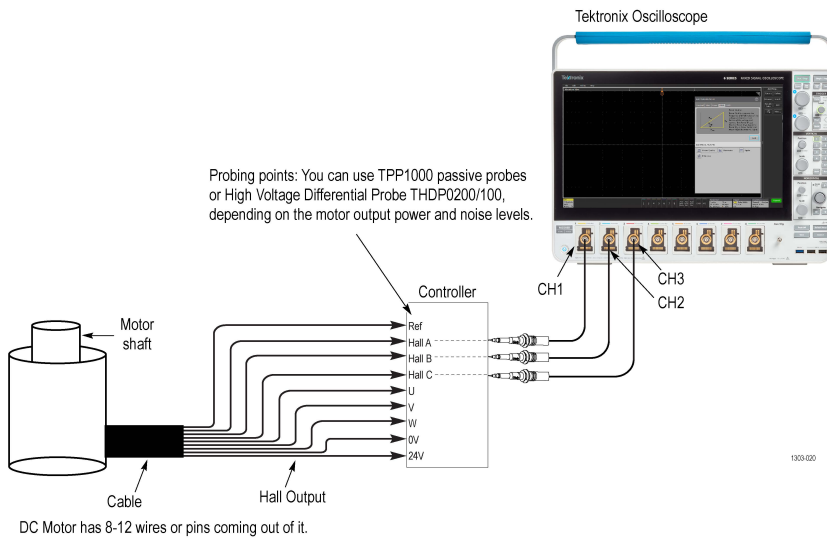 Tektronix Oscilloscope
Tektronix
Probing points: You can use TPP1000 passive probes
or High Voltage Differential Probe THDP0200/100,
depending on the motor output power and noise levels.
CH1
CH3
CH2
Controller
Motor
shaft
Ref
Hall A
Hall B
Hall C
U
V
W
0V
24V
1303-020
Cable
Hall Output
DC Motor has 8-12 wires or pins coming out of it.